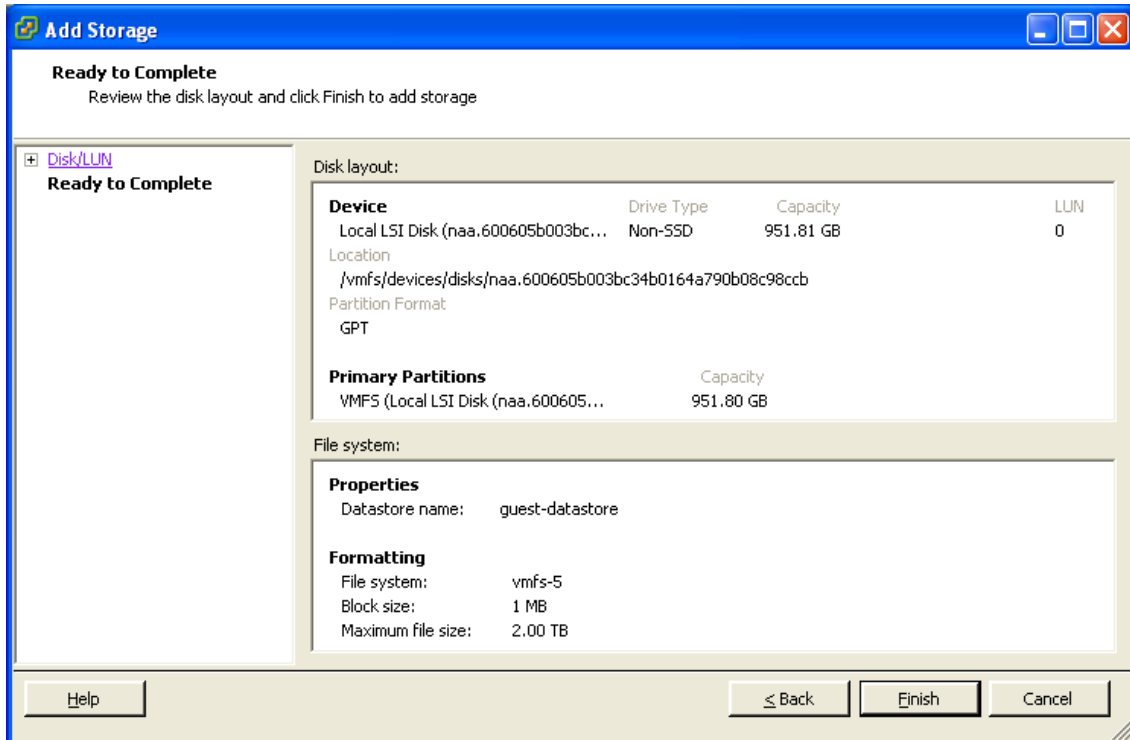 Add Storage
Ready to Complete
Review the disk layout and click Finish to add storage
Disk/LUN
Ready to Complete
Disk layout:
Device Drive Type Capacity LUN
Local LSI Disk (naa.600605b003bc... Non-SSD 951.81 GB 0
Location
/vmfs/devices/disks/naa.600605b003bc34b0164a790b08c98ccb
Partition Format
GPT
Primary Partitions Capacity
VMFS (Local LSI Disk (naa.600605... 951.80 GB
File system:
Properties
Datastore name: guest-datastore
Formatting
File system: vmfs-5
Block size: 1 MB
Maximum file size: 2.00 TB
Help < Back Finish Cancel